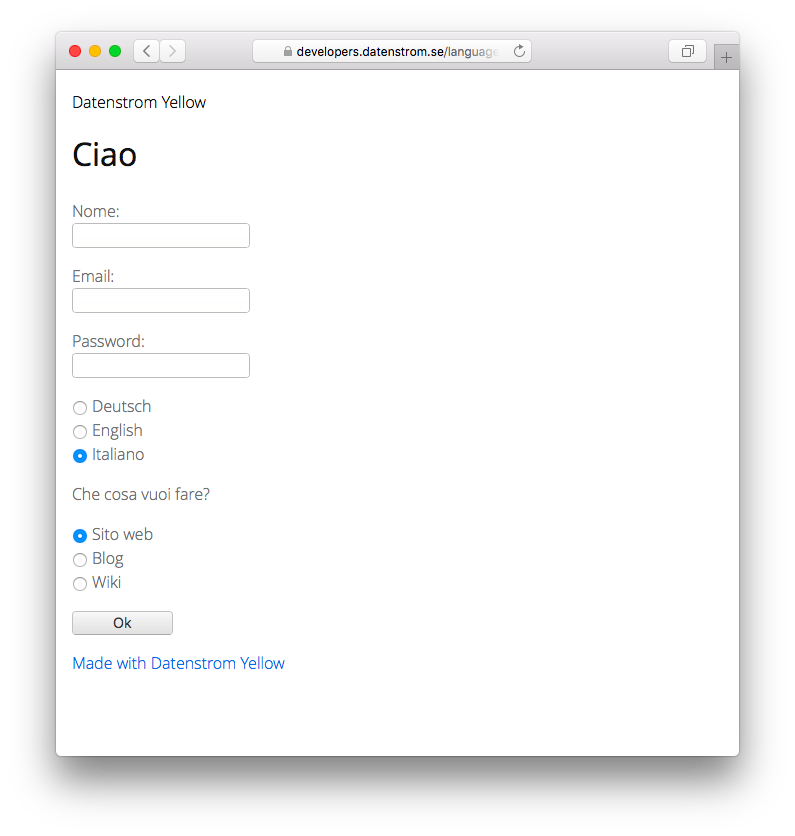 developers.datenstrom.se/language
Datenstrom Yellow
Ciao
Nome:
Email:
Password:
Deutsch
English
Italiano
Che cosa vuoi fare?
Sito web
Blog
Wiki
Ok
Made with Datenstrom Yellow